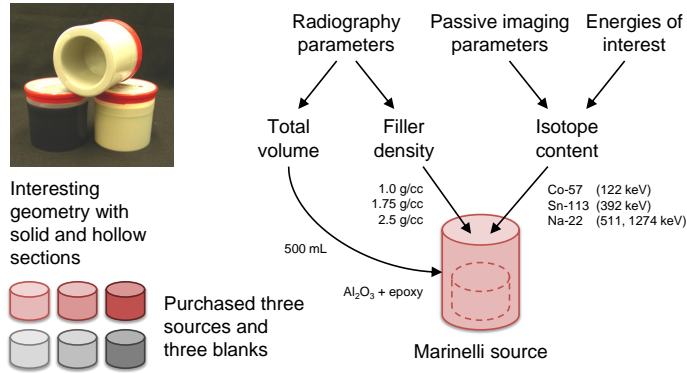 Radiography
parameters
Passive imaging
parameters
Energies of
interest
Total
volume
Filler
density
Isotope
content
1.0 g/cc
1.75 g/cc
2.5 g/cc
Co-57 (122 keV)
Sn-113 (392 keV)
Na-22 (511, 1274 keV)
Interesting
geometry with
solid and hollow
sections
500 mL
Al₂O₃ + epoxy
Purchased three
sources and
three blanks
Marinelli source